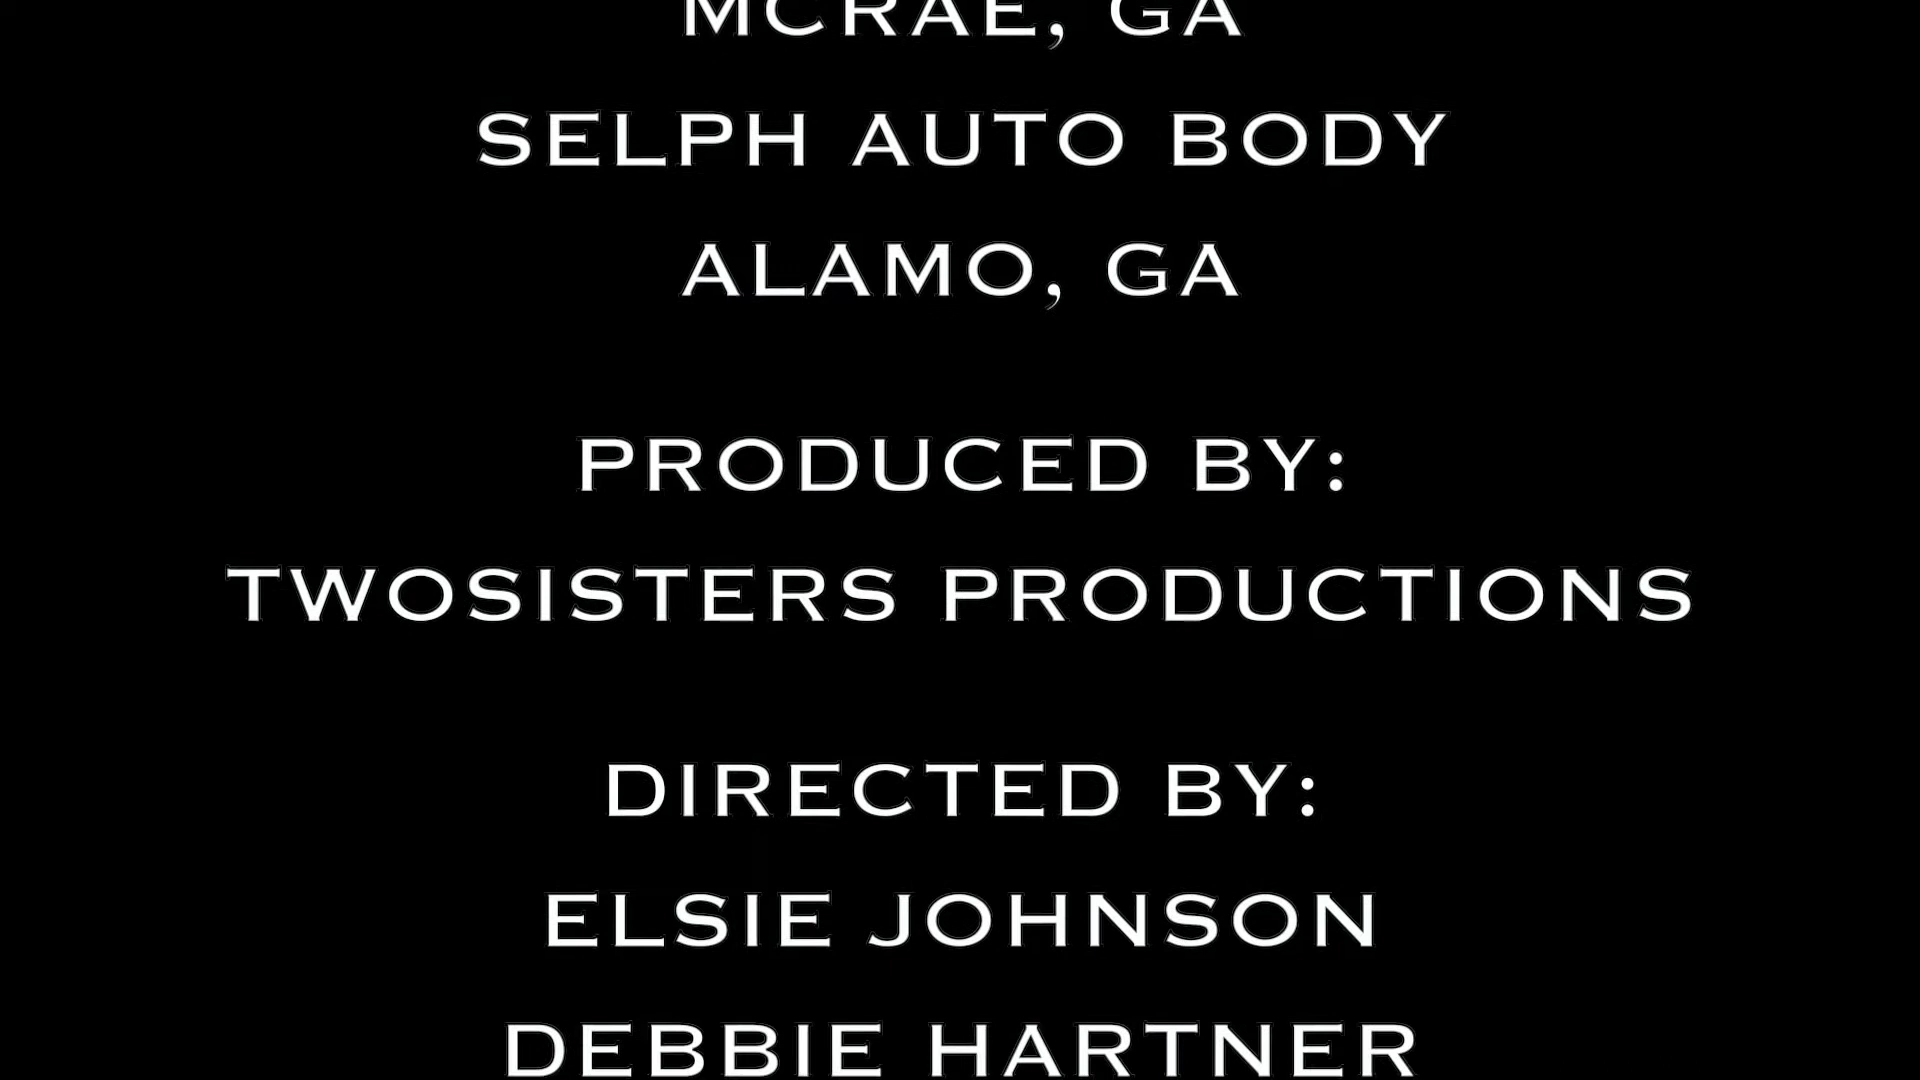 MCRAE, GA
SELPH AUTO BODY
ALAMO, GA
PRODUCED BY:
TWOSISTERS PRODUCTIONS
DIRECTED BY:
ELSIE JOHNSON
DEBBIE HARTNER